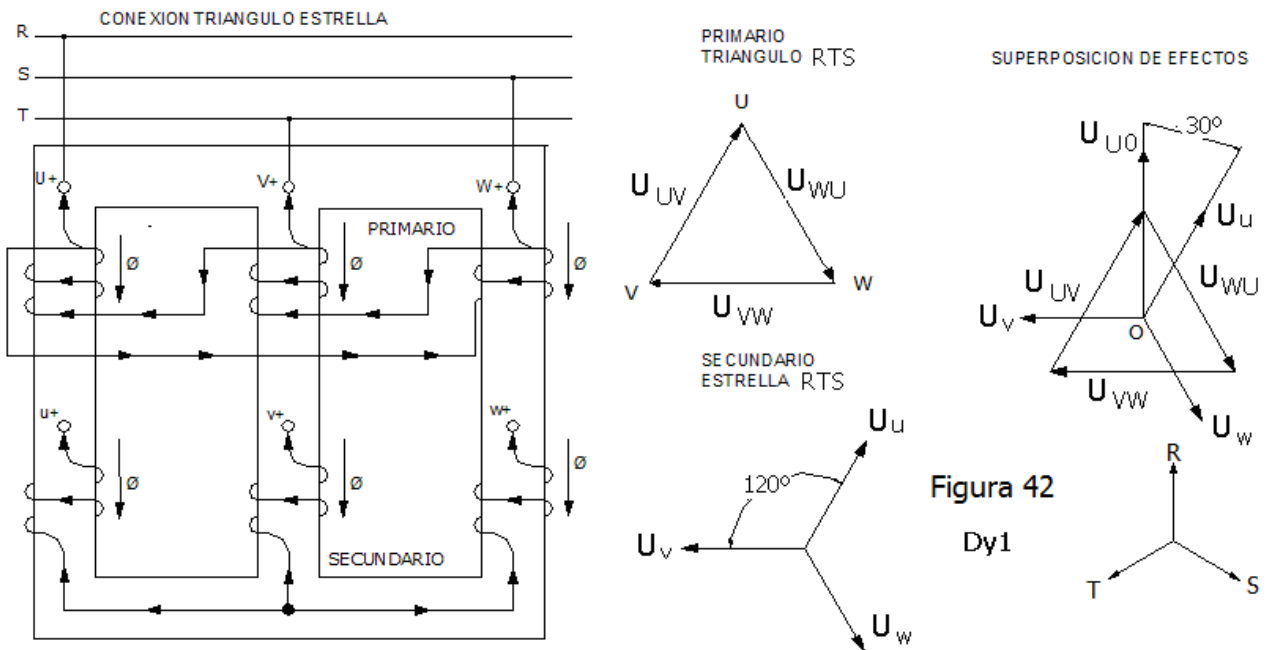 CONEXION TRIANGULO ESTRELLA
R
S
T
U+
V+
W+
PRIMARIO
Ø
Ø
Ø
u+
v+
w+
Ø
Ø
Ø
SECUNDARIO
PRIMARIO
TRIANGULO RTS
U
U UV
U WU
V
W
U VW
SECUNDARIO
ESTRELLA RTS
U u
120º
U v
U w
SUPERPOSICION DE EFECTOS
U U0
30º
U u
U UV
U WU
U v
O
U VW
U w
Figura 42
Dy1
R
T
S